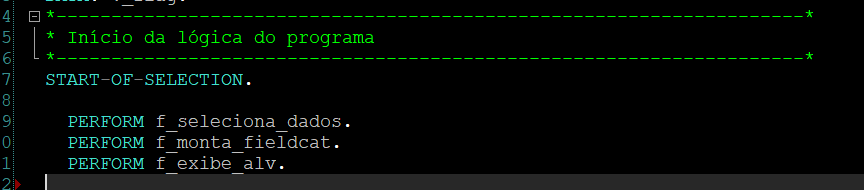 4 *---------------------------------------------------------------------*
5 * Início da lógica do programa
6 *---------------------------------------------------------------------*
7 START-OF-SELECTION.
8
9 PERFORM f_seleciona_dados.
0 PERFORM f_monta_fieldcat.
1 PERFORM f_exibe_alv.
2